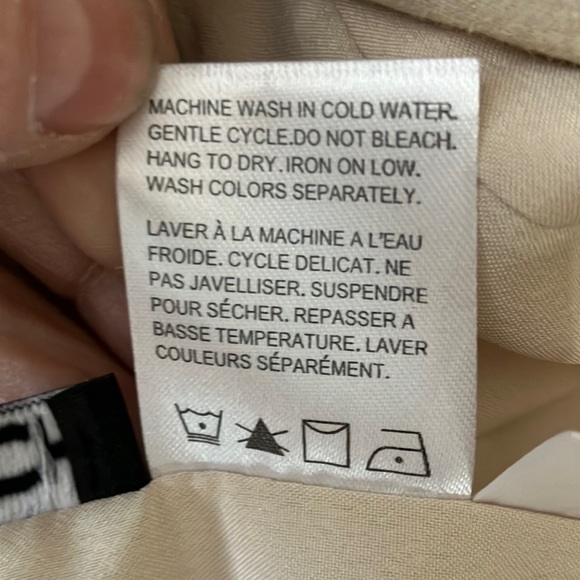 MACHINE WASH IN COLD WATER.
GENTLE CYCLE.DO NOT BLEACH.
HANG TO DRY.IRON ON LOW.
WASH COLORS SEPARATELY.
LAVER À LA MACHINE A L'EAU
FROIDE. CYCLE DELICAT. NE
PAS JAVELLISER. SUSPENDRE
POUR SÉCHER. REPASSER A
BASSE TEMPERATURE. LAVER
COULEURS SÉPARÉMENT.